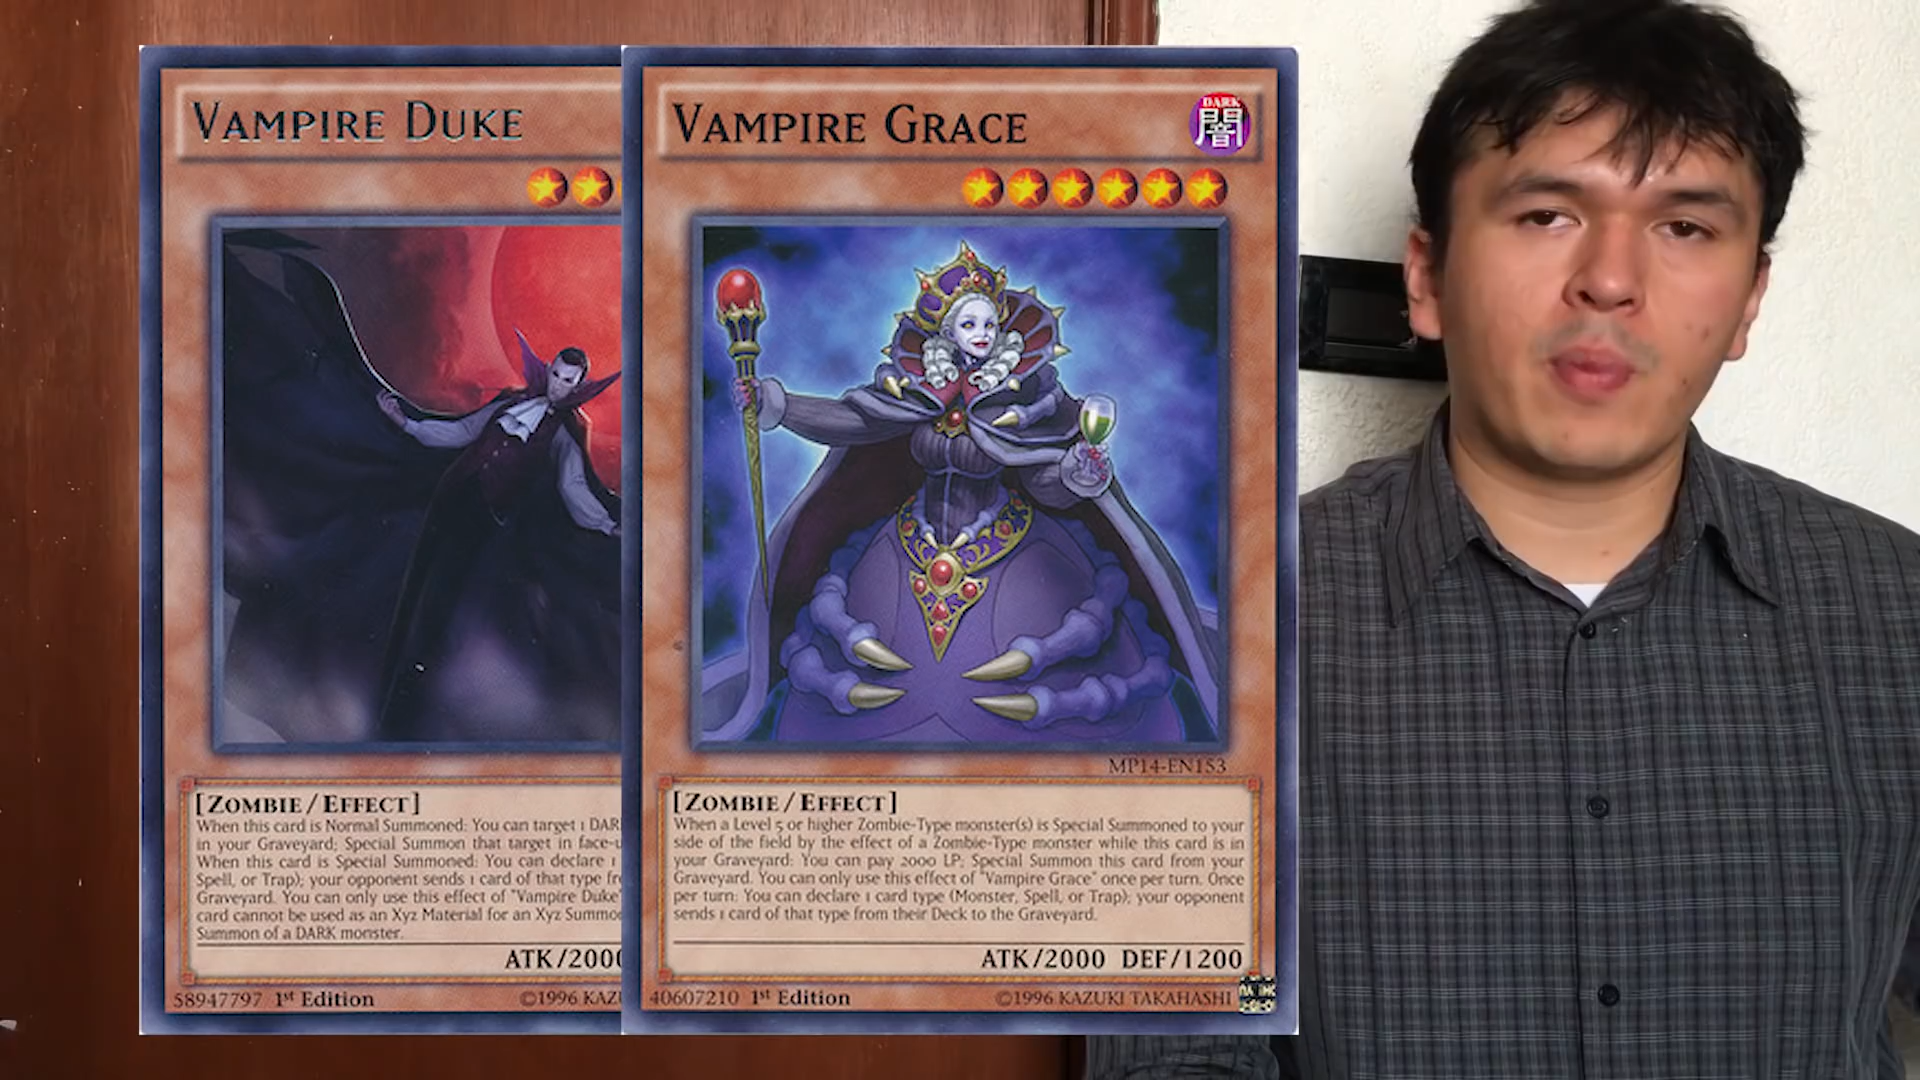 VAMPIRE DUKE
[ZOMBIE/EFFECT]
When this card is Normal Summoned: You can target 1 DAR
in your Graveyard; Special Summon that target in face-u
When this card is Special Summoned: You can declare 1
Spell, or Trap); your opponent sends 1 card of that type fr
Graveyard. You can only use this effect of "Vampire Duke"
card cannot be used as an Xyz Material for an Xyz Summo
Summon of a DARK monster.
ATK/2000
58947797 1st Edition
©1996 KAZU
VAMPIRE GRACE
DARK
闇
MP14-EN153
[ZOMBIE/EFFECT]
When a Level 5 or higher Zombie-Type monster(s) is Special Summoned to your
side of the field by the effect of a Zombie-Type monster while this card is in
your Graveyard: You can pay 2000 LP; Special Summon this card from your
Graveyard. You can only use this effect of "Vampire Grace" once per turn. Once
per turn: You can declare 1 card type (Monster, Spell, or Trap); your opponent
sends 1 card of that type from their Deck to the Graveyard.
ATK/2000 DEF/1200
40607210 1st Edition
©1996 KAZUKI TAKAHASHI